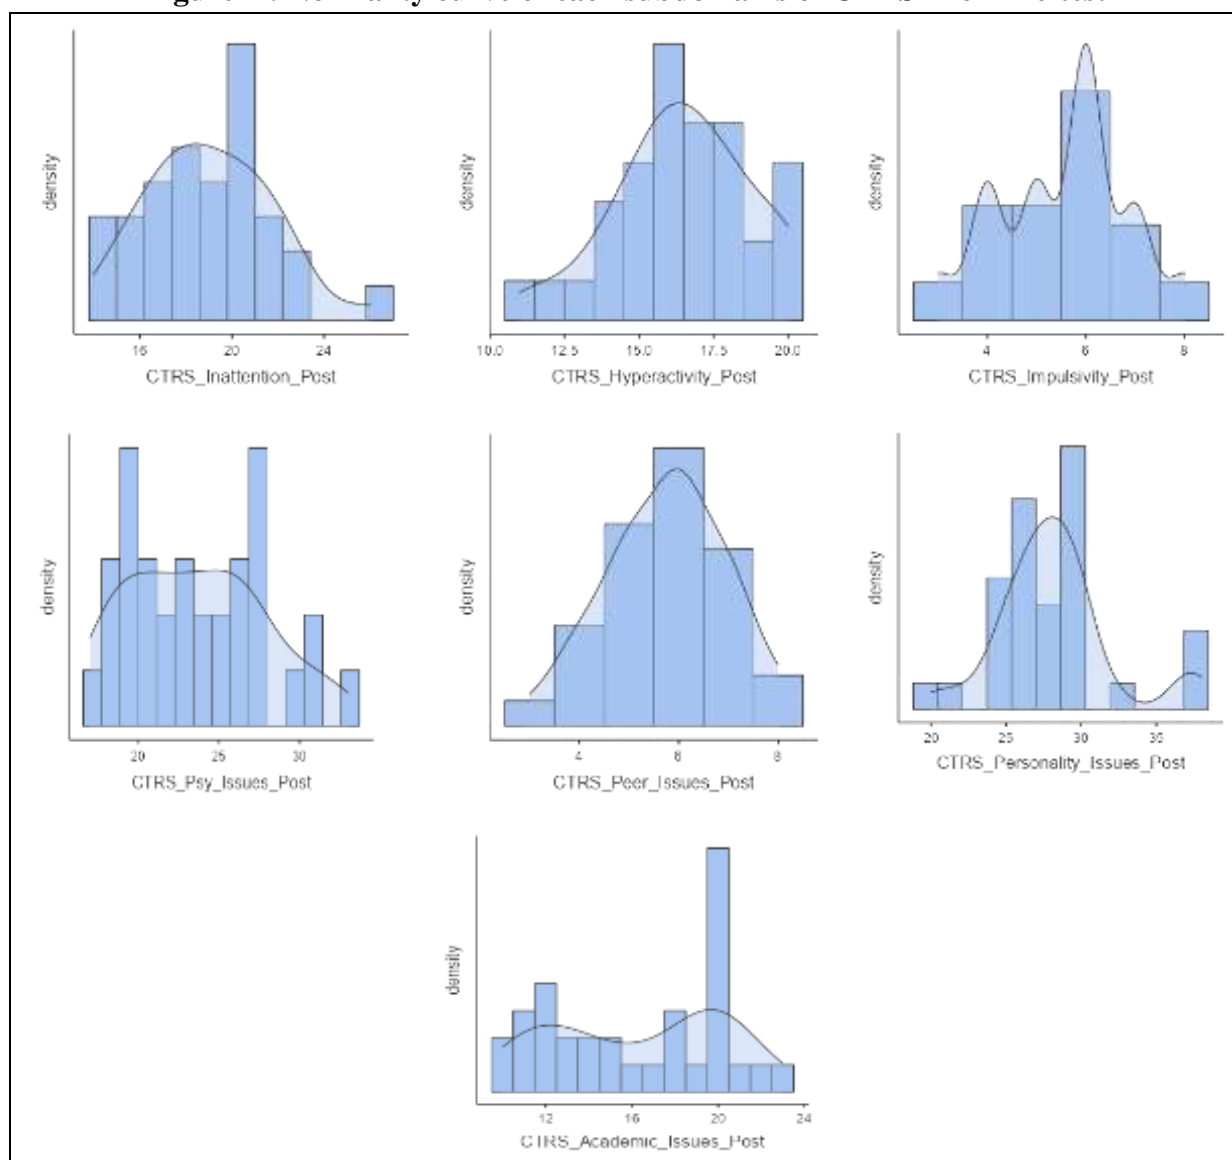 density
16 20 24
CTRS_Inattention_Post
density
10.0 12.5 15.0 17.5 20.0
CTRS_Hyperactivity_Post
density
4 6 8
CTRS_Impulsivity_Post
density
20 25 30
CTRS_Psy_Issues_Post
density
4 6 8
CTRS_Peer_Issues_Post
density
20 25 30 35
CTRS_Personality_Issues_Post
density
12 16 20 24
CTRS_Academic_Issues_Post